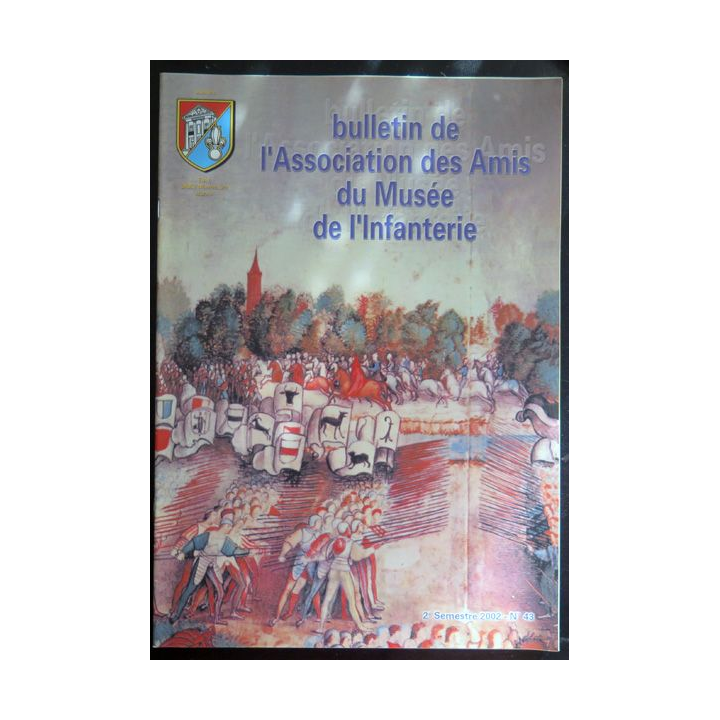 bulletin de
l'Association des Amis
du Musée
de l'Infanterie
2e Semestre 2002 - N° 43